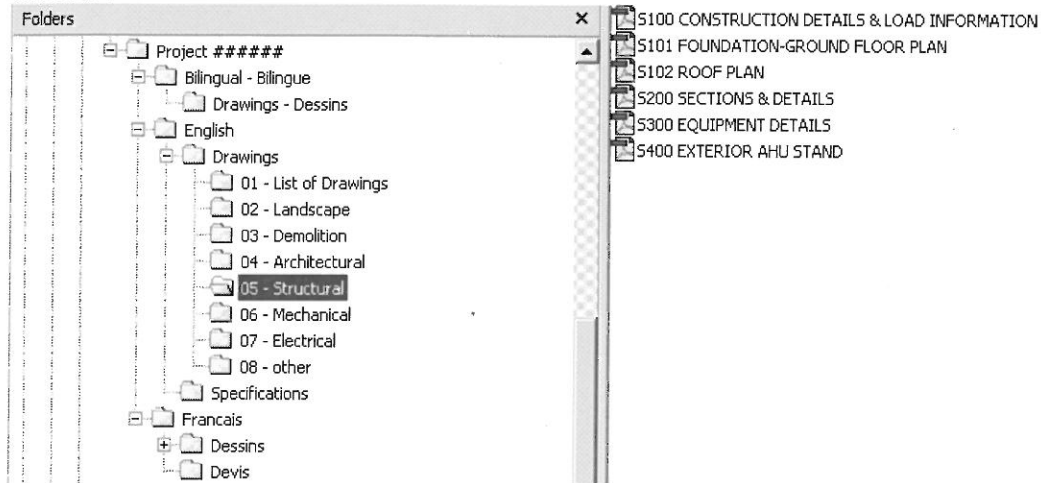 Folders
Project ######
Bilingual - Bilingue
Drawings - Dessins
English
Drawings
01 - List of Drawings
02 - Landscape
03 - Demolition
04 - Architectural
05 - Structural
06 - Mechanical
07 - Electrical
08 - other
Specifications
Francais
Dessins
Devis
S100 CONSTRUCTION DETAILS & LOAD INFORMATION
S101 FOUNDATION-GROUND FLOOR PLAN
S102 ROOF PLAN
S200 SECTIONS & DETAILS
S300 EQUIPMENT DETAILS
S400 EXTERIOR AHU STAND